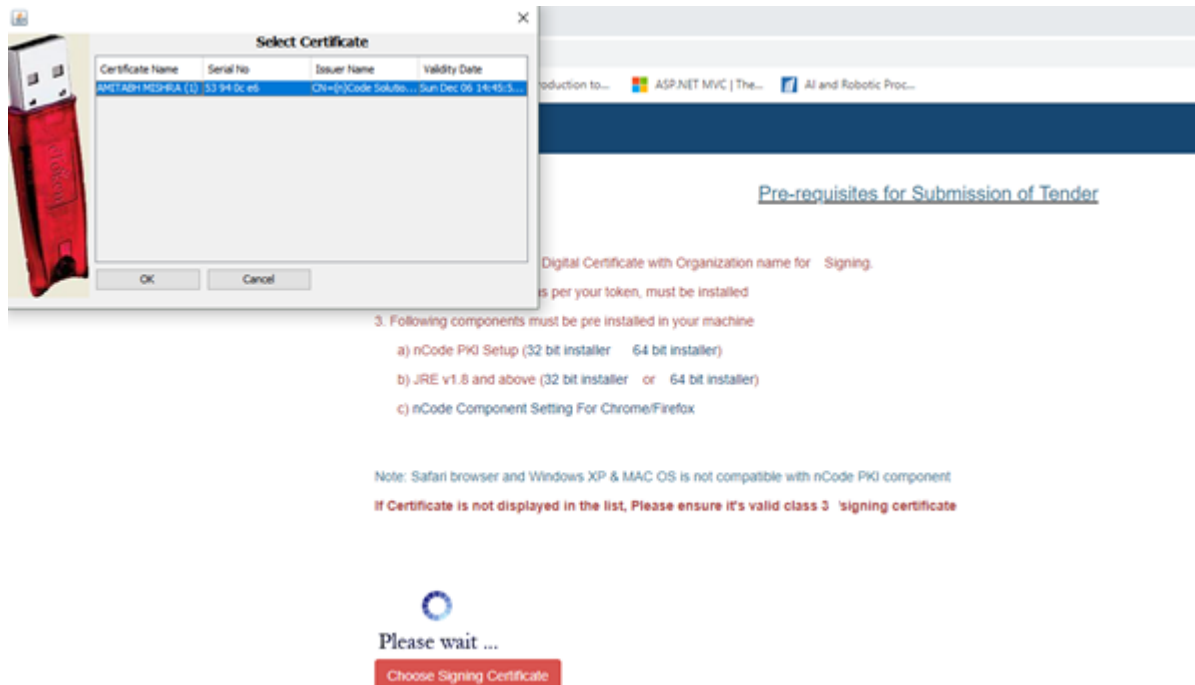 Select Certificate
Certificate Name Serial No Issuer Name Validity Date
AMITABH MISHRA (1) 53 94 0c e6 CN=(n)Code Solutio... Sun Dec 06 14:45:5...
OK Cancel
oduction to... ASP.NET MVC | The... AI and Robotic Proc...
Pre-requisites for Submission of Tender
Digital Certificate with Organization name for Signing.
s per your token, must be installed
3. Following components must be pre installed in your machine
a) nCode PKI Setup (32 bit installer 64 bit installer)
b) JRE v1.8 and above (32 bit installer or 64 bit installer)
c) nCode Component Setting For Chrome/Firefox
Note: Safari browser and Windows XP & MAC OS is not compatible with nCode PKI component
If Certificate is not displayed in the list, Please ensure it's valid class 3 'signing certificate
Please wait ...
Choose Signing Certificate